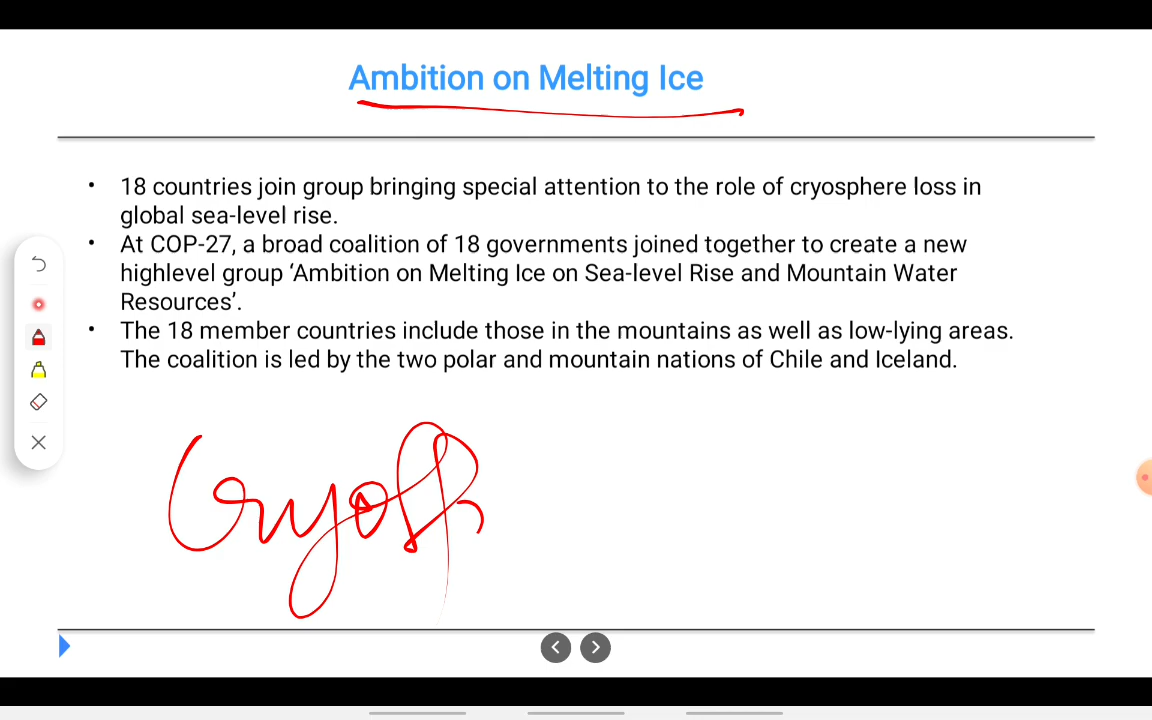 Ambition on Melting Ice
• 18 countries join group bringing special attention to the role of cryosphere loss in
global sea-level rise.
• At COP-27, a broad coalition of 18 governments joined together to create a new
highlevel group ‘Ambition on Melting Ice on Sea-level Rise and Mountain Water
Resources’.
• The 18 member countries include those in the mountains as well as low-lying areas.
The coalition is led by the two polar and mountain nations of Chile and Iceland.